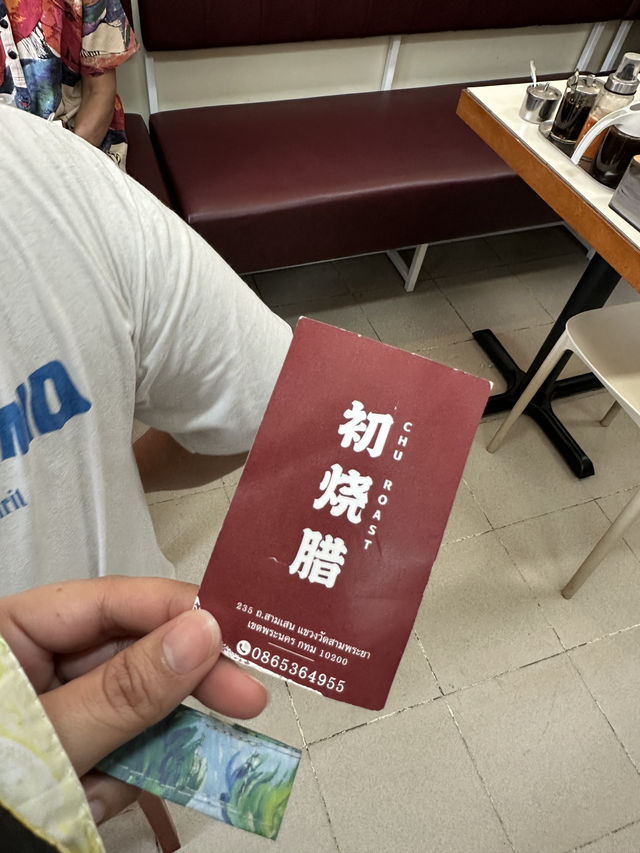 初烧腊
CHU ROAST
235 ถ.สามเสน แขวงวัดสามพระยา
เขตพระนคร กทม 10200
0865364955